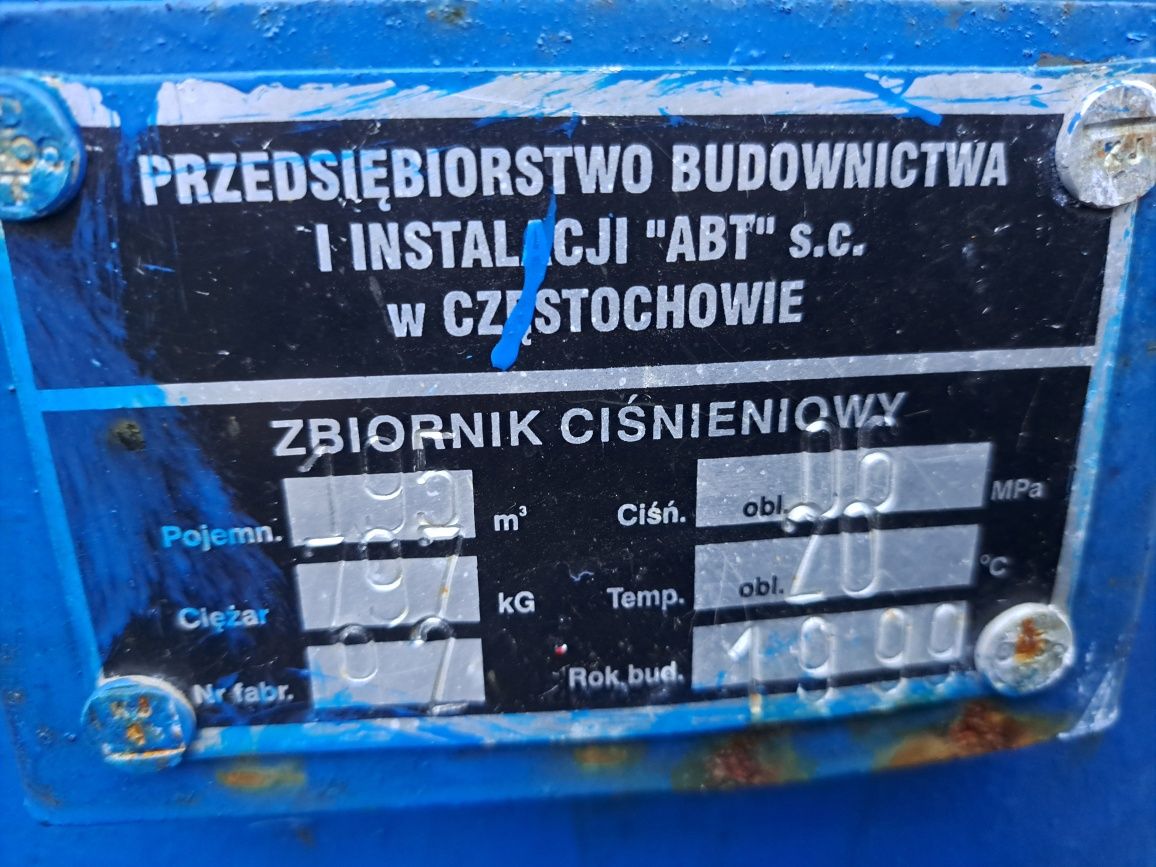 PRZEDSIĘBIORSTWO BUDOWNICTWA
I INSTALACJI "ABT" s.c.
w CZĘSTOCHOWIE
ZBIORNIK CIŚNIENIOWY
Pojemn. m³ Ciśń. obl. 06 MPa
Ciężar kG Temp. obl. 20 °C
Nr fabr. Rok bud.